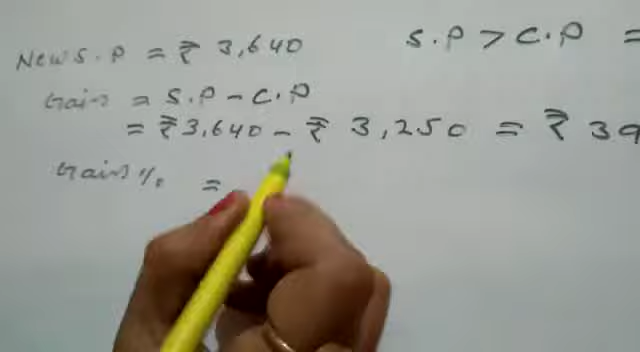 New S.P = ₹ 3,640
S.P > C.P =
Gain = S.P - C.P
= ₹3,640 - ₹ 3,250 = ₹ 39
Gain % =